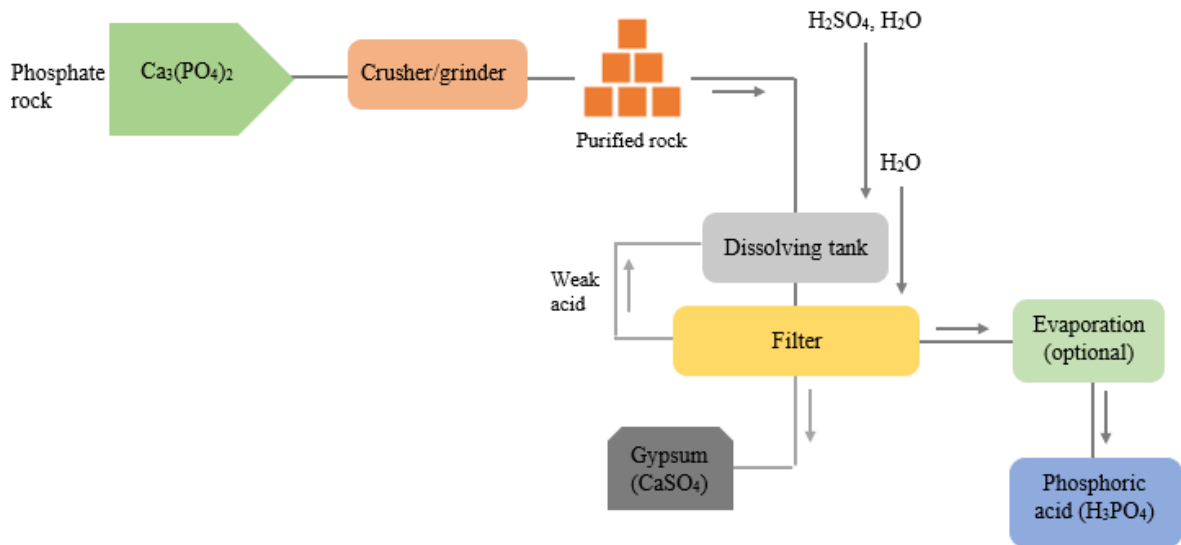 H₂SO₄, H₂O
Phosphate
rock
Ca₃(PO₄)₂
Crusher/grinder
Purified rock
H₂O
Dissolving tank
Weak
acid
Filter
Evaporation
(optional)
Gypsum
(CaSO₄)
Phosphoric
acid (H₃PO₄)